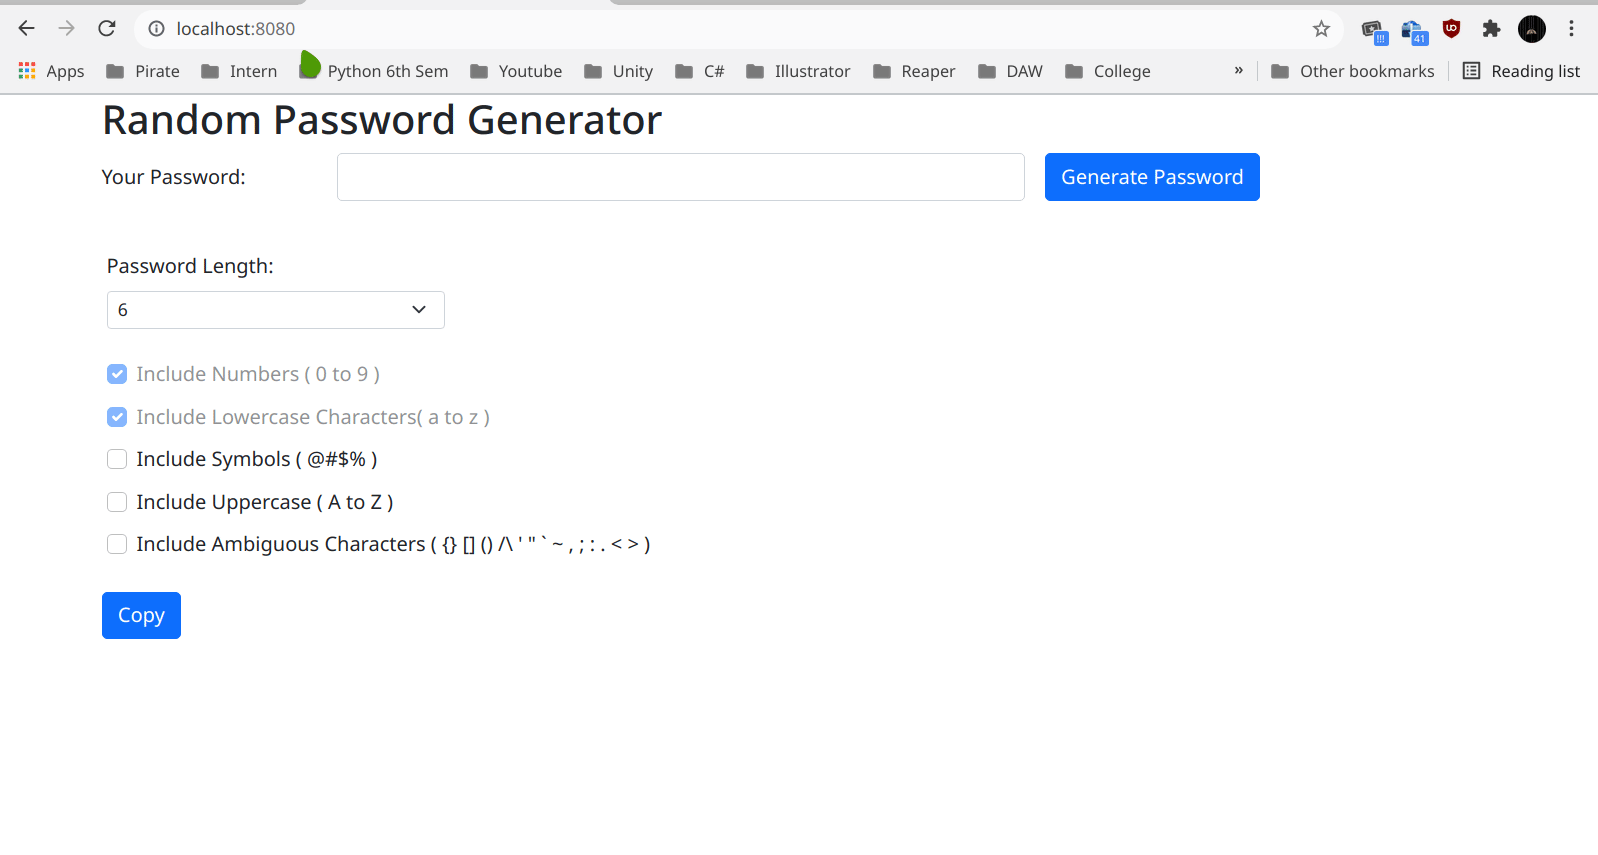 localhost:8080
!!! 41
Apps Pirate Intern Python 6th Sem Youtube Unity C# Illustrator Reaper DAW College » Other bookmarks Reading list
Random Password Generator
Your Password: Generate Password
Password Length:
6
Include Numbers ( 0 to 9 )
Include Lowercase Characters( a to z )
Include Symbols ( @#$% )
Include Uppercase ( A to Z )
Include Ambiguous Characters ( {} [] () /\ ' " ` ~ , ; : . < > )
Copy